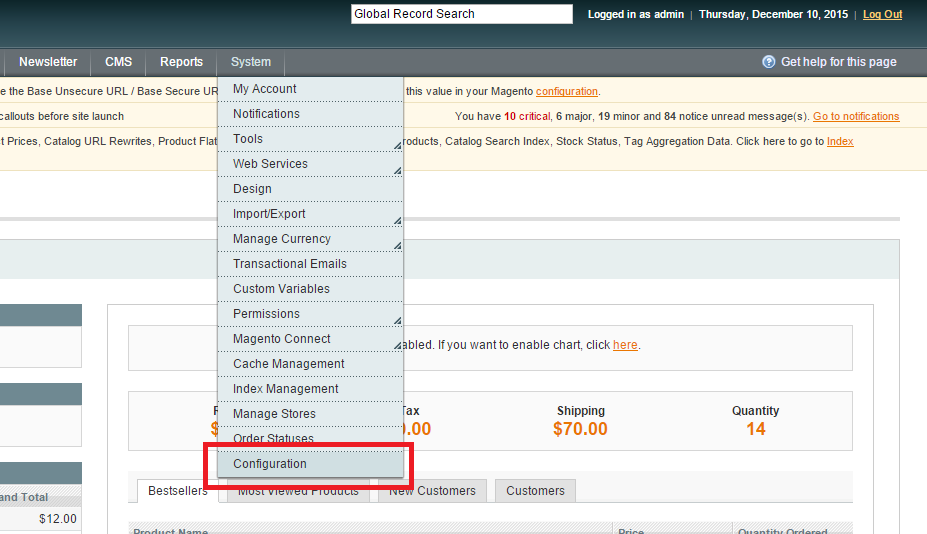 Global Record Search Logged in as admin | Thursday, December 10, 2015 | Log Out
Newsletter CMS Reports System Get help for this page
e the Base Unsecure URL / Base Secure UR this value in your Magento configuration.
callouts before site launch You have 10 critical, 6 major, 19 minor and 84 notice unread message(s). Go to notifications
t Prices, Catalog URL Rewrites, Product Flat roducts, Catalog Search Index, Stock Status, Tag Aggregation Data. Click here to go to Index
My Account
Notifications
Tools
Web Services
Design
Import/Export
Manage Currency
Transactional Emails
Custom Variables
Permissions
Magento Connect
Cache Management
Index Management
Manage Stores
Order Statuses
Configuration
abled. If you want to enable chart, click here.
Tax Shipping Quantity
.00 $70.00 14
Bestsellers Most Viewed Products New Customers Customers
and Total
$12.00
Product Name Price Quantity Ordered